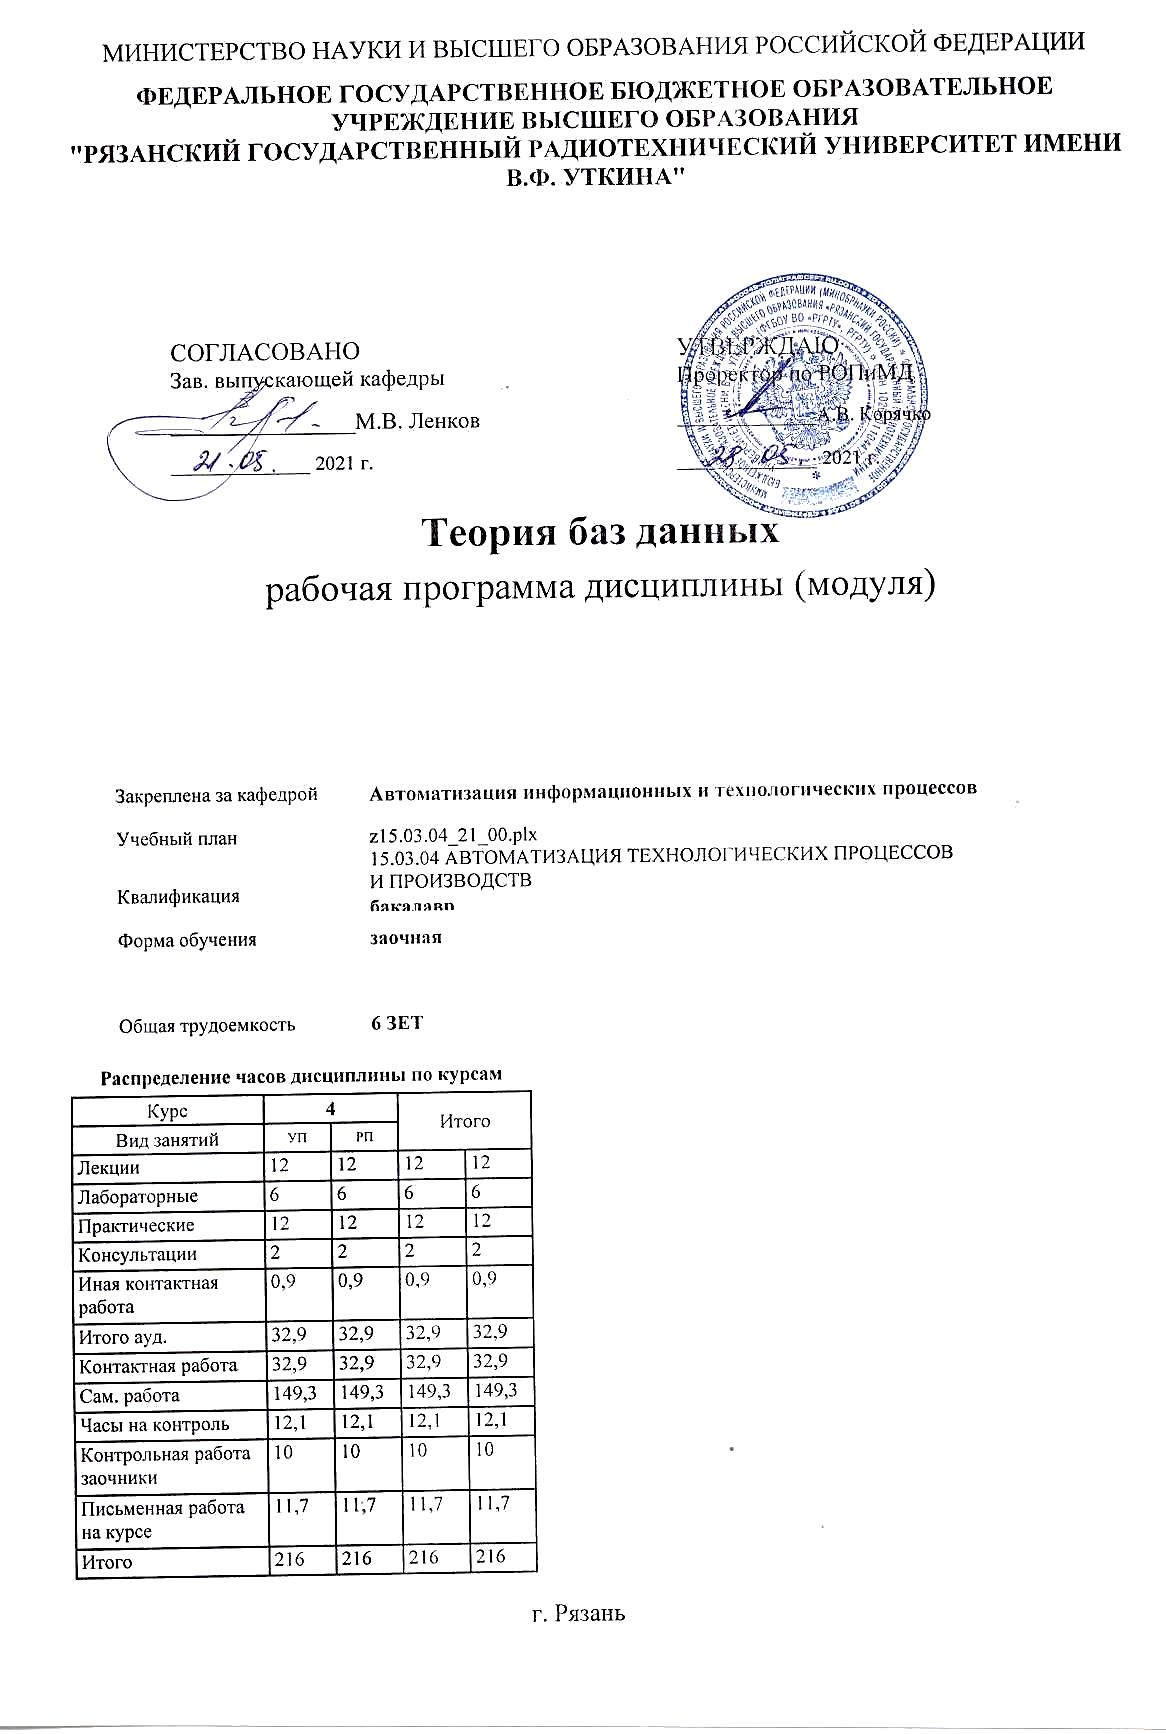 МИНИСТЕРСТВО НАУКИ И ВЫСШЕГО ОБРАЗОВАНИЯ РОССИЙСКОЙ ФЕДЕРАЦИИ
ФЕДЕРАЛЬНОЕ ГОСУДАРСТВЕННОЕ БЮДЖЕТНОЕ ОБРАЗОВАТЕЛЬНОЕ
УЧРЕЖДЕНИЕ ВЫСШЕГО ОБРАЗОВАНИЯ
"РЯЗАНСКИЙ ГОСУДАРСТВЕННЫЙ РАДИОТЕХНИЧЕСКИЙ УНИВЕРСИТЕТ ИМЕНИ
В.Ф. УТКИНА"
СОГЛАСОВАНО
Зав. выпускающей кафедры
М.В. Ленков
21.05. 2021 г.
УТВЕРЖДАЮ
Проректор по РОПиМД
А.В. Корячко
28 05. 2021 г.
Теория баз данных
рабочая программа дисциплины (модуля)
Закреплена за кафедрой Автоматизация информационных и технологических процессов
Учебный план z15.03.04_21_00.plx
15.03.04 АВТОМАТИЗАЦИЯ ТЕХНОЛОГИЧЕСКИХ ПРОЦЕССОВ
И ПРОИЗВОДСТВ
Квалификация бакалавр
Форма обучения заочная
Общая трудоемкость 6 ЗЕТ
Распределение часов дисциплины по курсам
Курс 4 Итого
Вид занятий УП РП
Лекции 12 12 12 12
Лабораторные 6 6 6 6
Практические 12 12 12 12
Консультации 2 2 2 2
Иная контактная 0,9 0,9 0,9 0,9
работа
Итого ауд. 32,9 32,9 32,9 32,9
Контактная работа 32,9 32,9 32,9 32,9
Сам. работа 149,3 149,3 149,3 149,3
Часы на контроль 12,1 12,1 12,1 12,1
Контрольная работа 10 10 10 10
заочники
Письменная работа 11,7 11,7 11,7 11,7
на курсе
Итого 216 216 216 216
г. Рязань